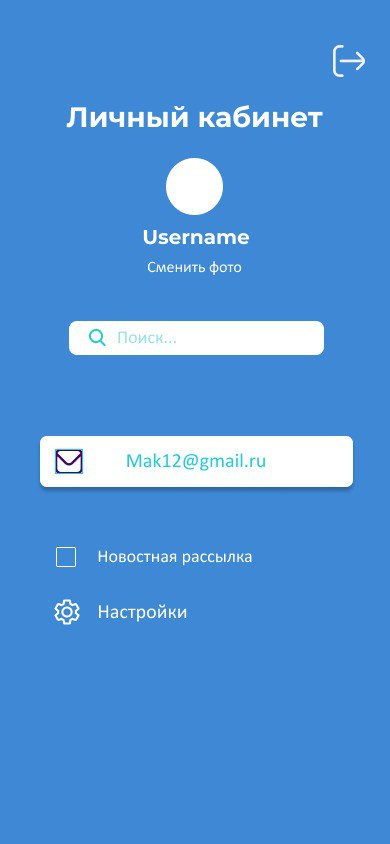 Личный кабинет
Username
Сменить фото
Поиск...
Mak12@gmail.ru
Новостная рассылка
Настройки